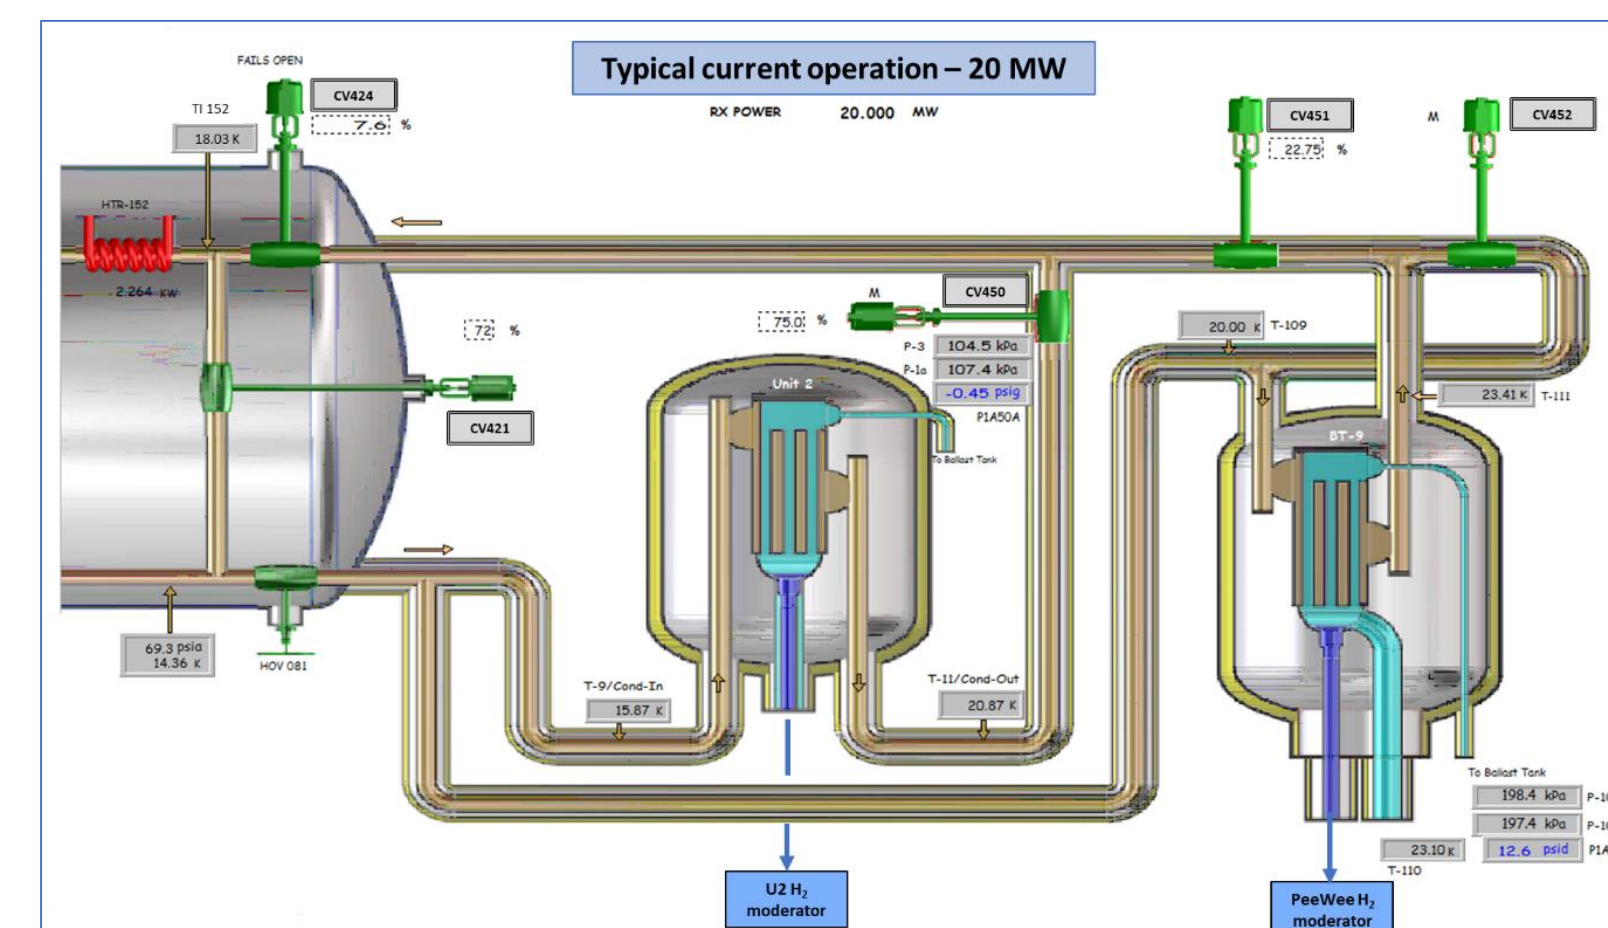 Typical current operation – 20 MW
RX POWER 20.000 MW
FAILS OPEN
CV424
7.6 %
TI 152
18.03 K
HTR-152
2.264 KW
72 %
CV421
69.3 psia
14.36 K
HOV 081
75.0 %
M
CV450
P-3 104.5 kPa
P-1a 107.4 kPa
-0.45 psig
P1A50A
Unit 2
To Ballast Tank
T-9/Cond-In
15.87 K
T-11/Cond-Out
20.87 K
U2 H2
moderator
CV451
22.75 %
M
CV452
20.00 K T-109
23.41 K T-111
BT-9
To Ballast Tank
198.4 kPa P-10
197.4 kPa P-10
12.6 psid P1A
23.10 K
T-110
PeeWee H2
moderator